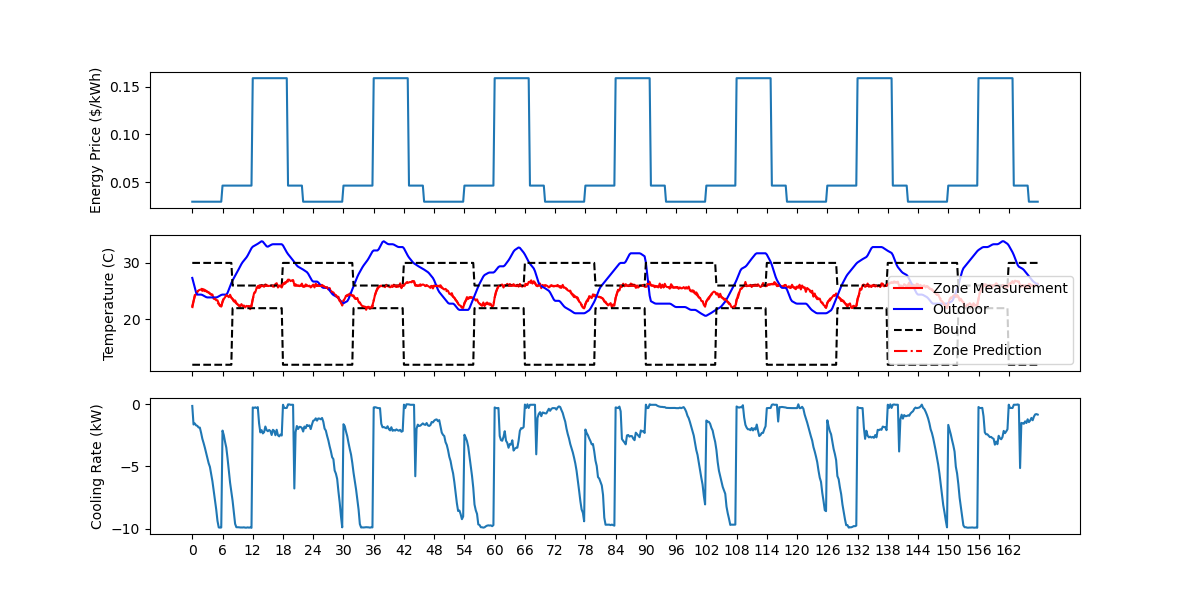 Energy Price ($/kWh)
0.15
0.10
0.05
Temperature (C)
30
20
Zone Measurement
Outdoor
Bound
Zone Prediction
Cooling Rate (kW)
0
−5
−10
0 6 12 18 24 30 36 42 48 54 60 66 72 78 84 90 96 102 108 114 120 126 132 138 144 150 156 162